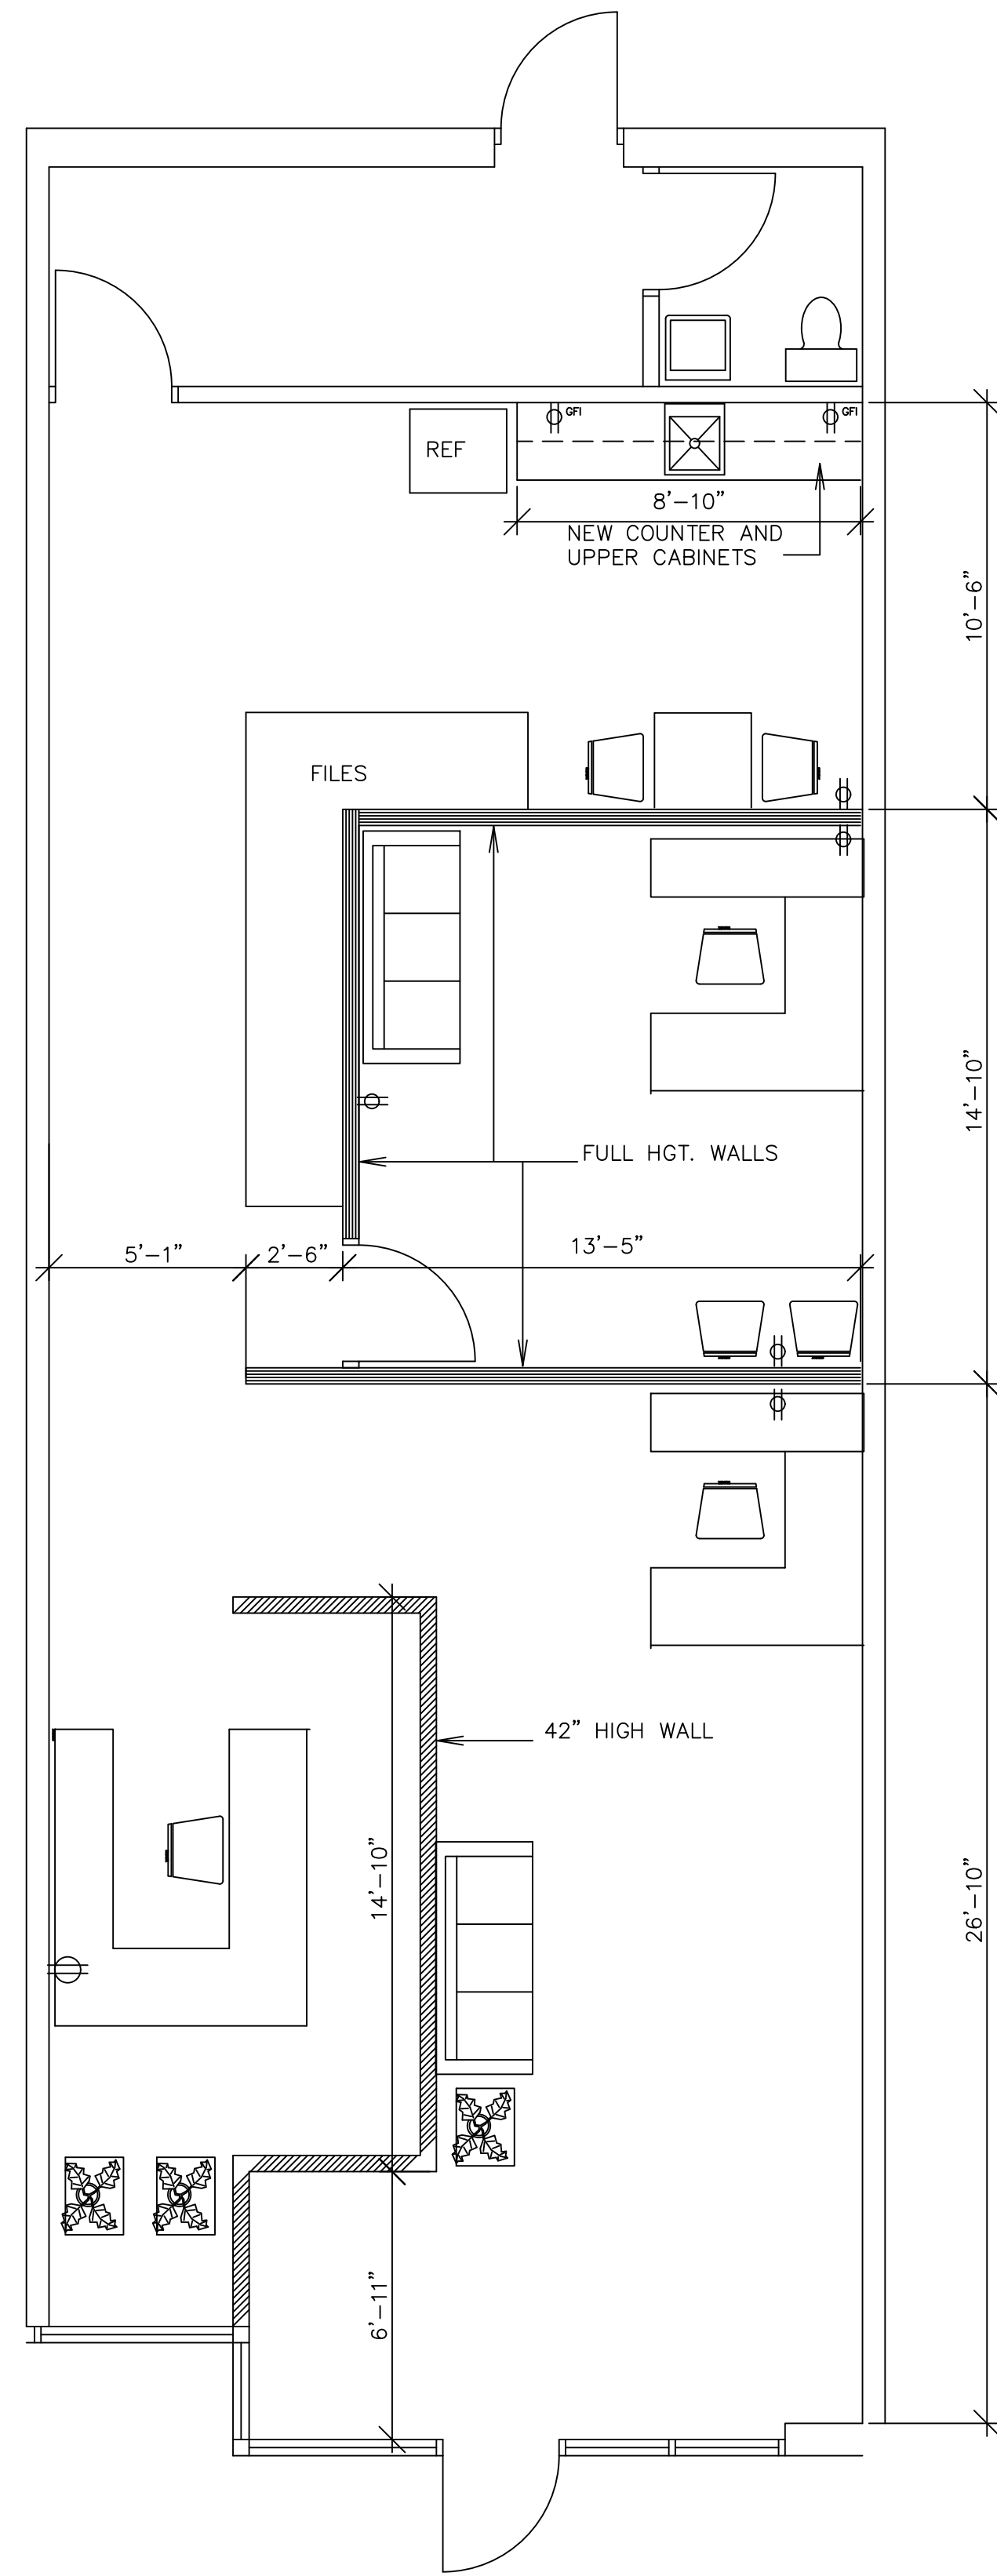 GFI
GFI
REF
8'-10"
NEW COUNTER AND
UPPER CABINETS
10'-6"
FILES
14'-10"
FULL HGT. WALLS
5'-1"
2'-6"
13'-5"
42" HIGH WALL
14'-10"
26'-10"
6'-11"